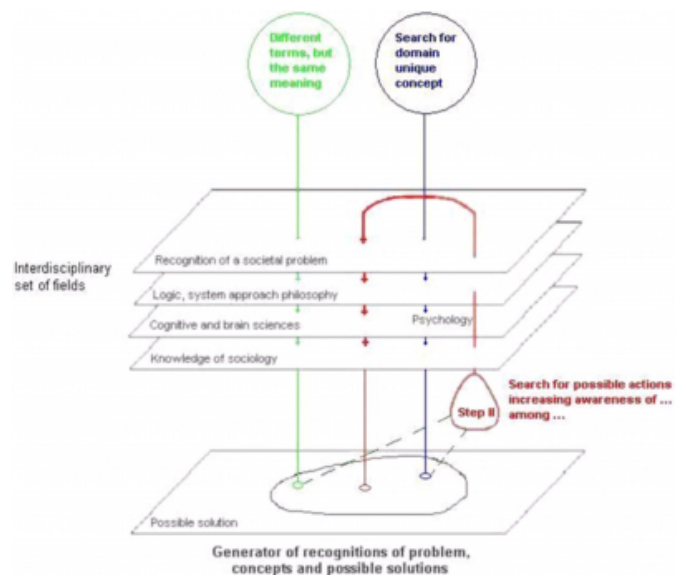 Different
terms, but
the same
meaning
Search for
domain
unique
concept
Interdisciplinary
set of fields
Recognition of a societal problem
Logic, system approach philosophy
Cognitive and brain sciences
Psychology
Knowledge of sociology
Search for possible actions
increasing awareness of ...
among ...
Step II
Possible solution
Generator of recognitions of problem,
concepts and possible solutions